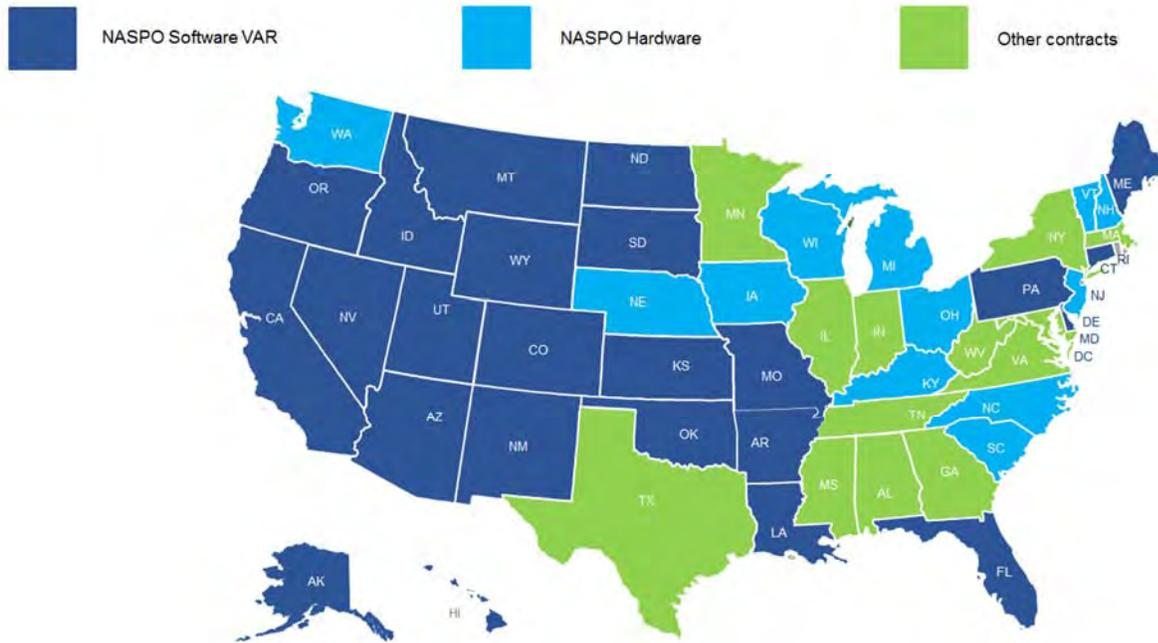 NASPO Software VAR
NASPO Hardware
Other contracts
WA
OR
MT
ND
MN
ID
SD
WY
WI
MI
NY
VT
NH
ME
MA
RI
CT
NE
IA
PA
NJ
CA
NV
UT
CO
KS
MO
IL
IN
OH
WV
VA
DE
MD
DC
KY
AZ
NM
OK
AR
TN
NC
SC
TX
LA
MS
AL
GA
FL
AK
HI